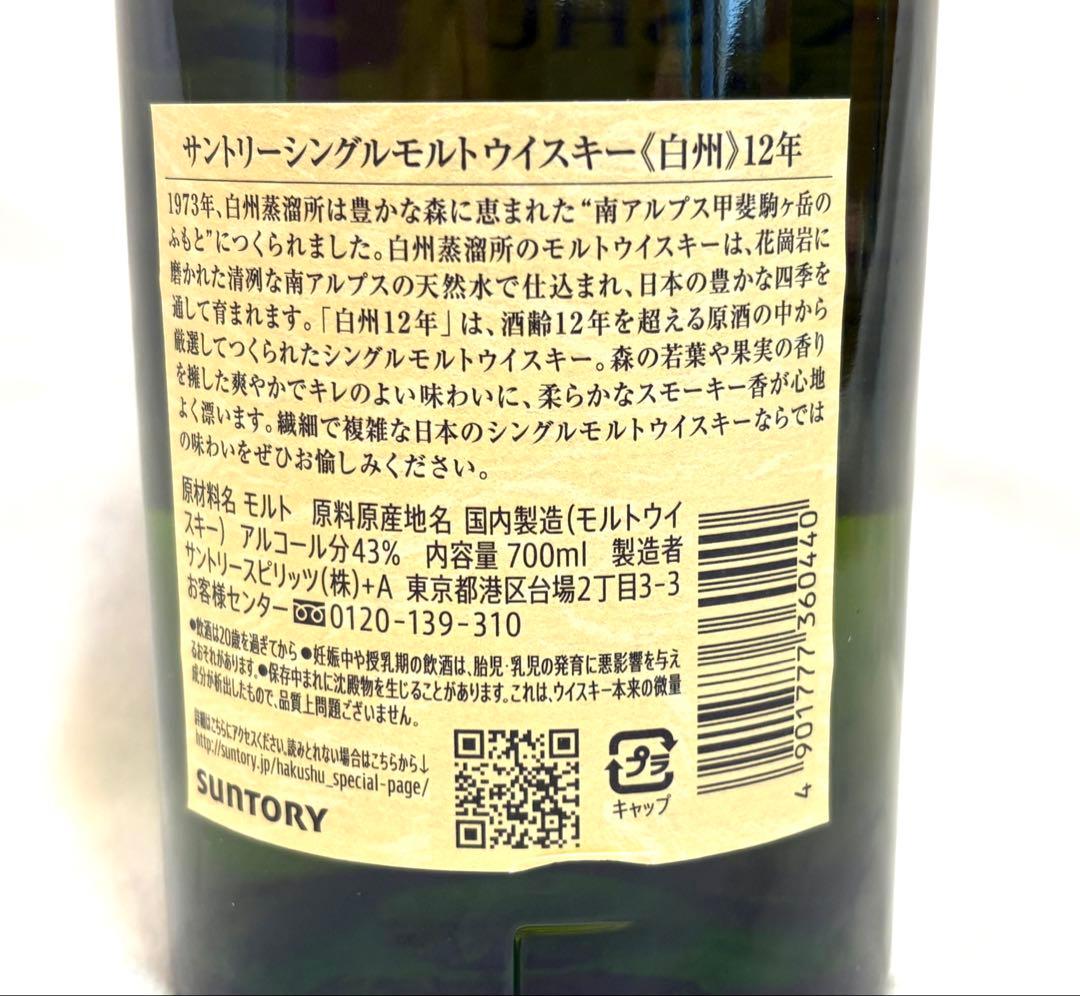 サントリーシングルモルトウイスキー《白州》12年
1973年、白州蒸溜所は豊かな森に恵まれた“南アルプス甲斐駒ヶ岳の
ふもと”につくられました。白州蒸溜所のモルトウイスキーは、花崗岩に
磨かれた清冽な南アルプスの天然水で仕込まれ、日本の豊かな四季を
通して育まれます。「白州12年」は、酒齢12年を超える原酒の中から
厳選してつくられたシングルモルトウイスキー。森の若葉や果実の香り
を擁した爽やかでキレのよい味わいに、柔らかなスモーキー香が心地
よく漂います。繊細で複雑な日本のシングルモルトウイスキーならでは
の味わいをぜひお愉しみください。
原材料名 モルト 原料原産地名 国内製造(モルトウイ
スキー) アルコール分43% 内容量 700ml 製造者
サントリースピリッツ(株)+A 東京都港区台場2丁目3-3
お客様センター 0120-139-310
●飲酒は20歳を過ぎてから ●妊娠中や授乳期の飲酒は、胎児・乳児の発育に悪影響を与え
るおそれがあります。●保存中まれに沈殿物を生じることがあります。これは、ウイスキー本来の微量
成分が析出したもので、品質上問題ございません。
詳細はこちらにアクセスください。読みとれない場合はこちらから↓
http://suntory.jp/hakushu_special-page/
SUNTORY
プラ
キャップ
4 901777 360440